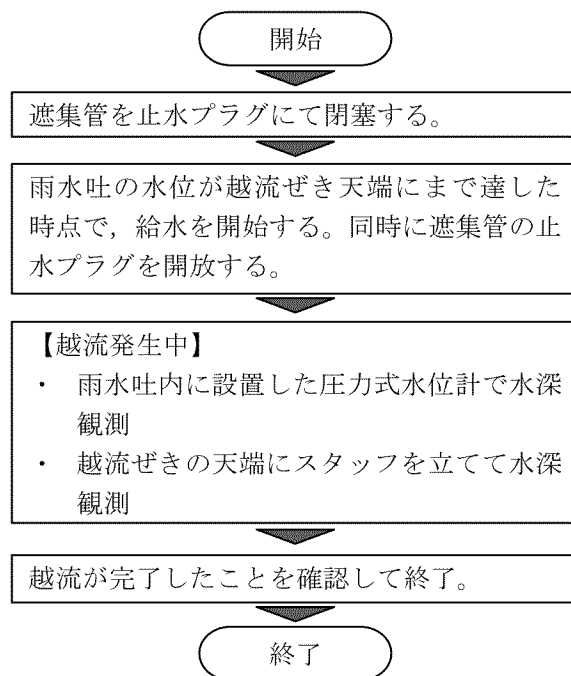 開始
遮集管を止水プラグにて閉塞する。
雨水吐の水位が越流ぜき天端にまで達した
時点で，給水を開始する。同時に遮集管の止
水プラグを開放する。
【越流発生中】
・ 雨水吐内に設置した圧力式水位計で水深
観測
・ 越流ぜきの天端にスタッフを立てて水深
観測
越流が完了したことを確認して終了。
終了